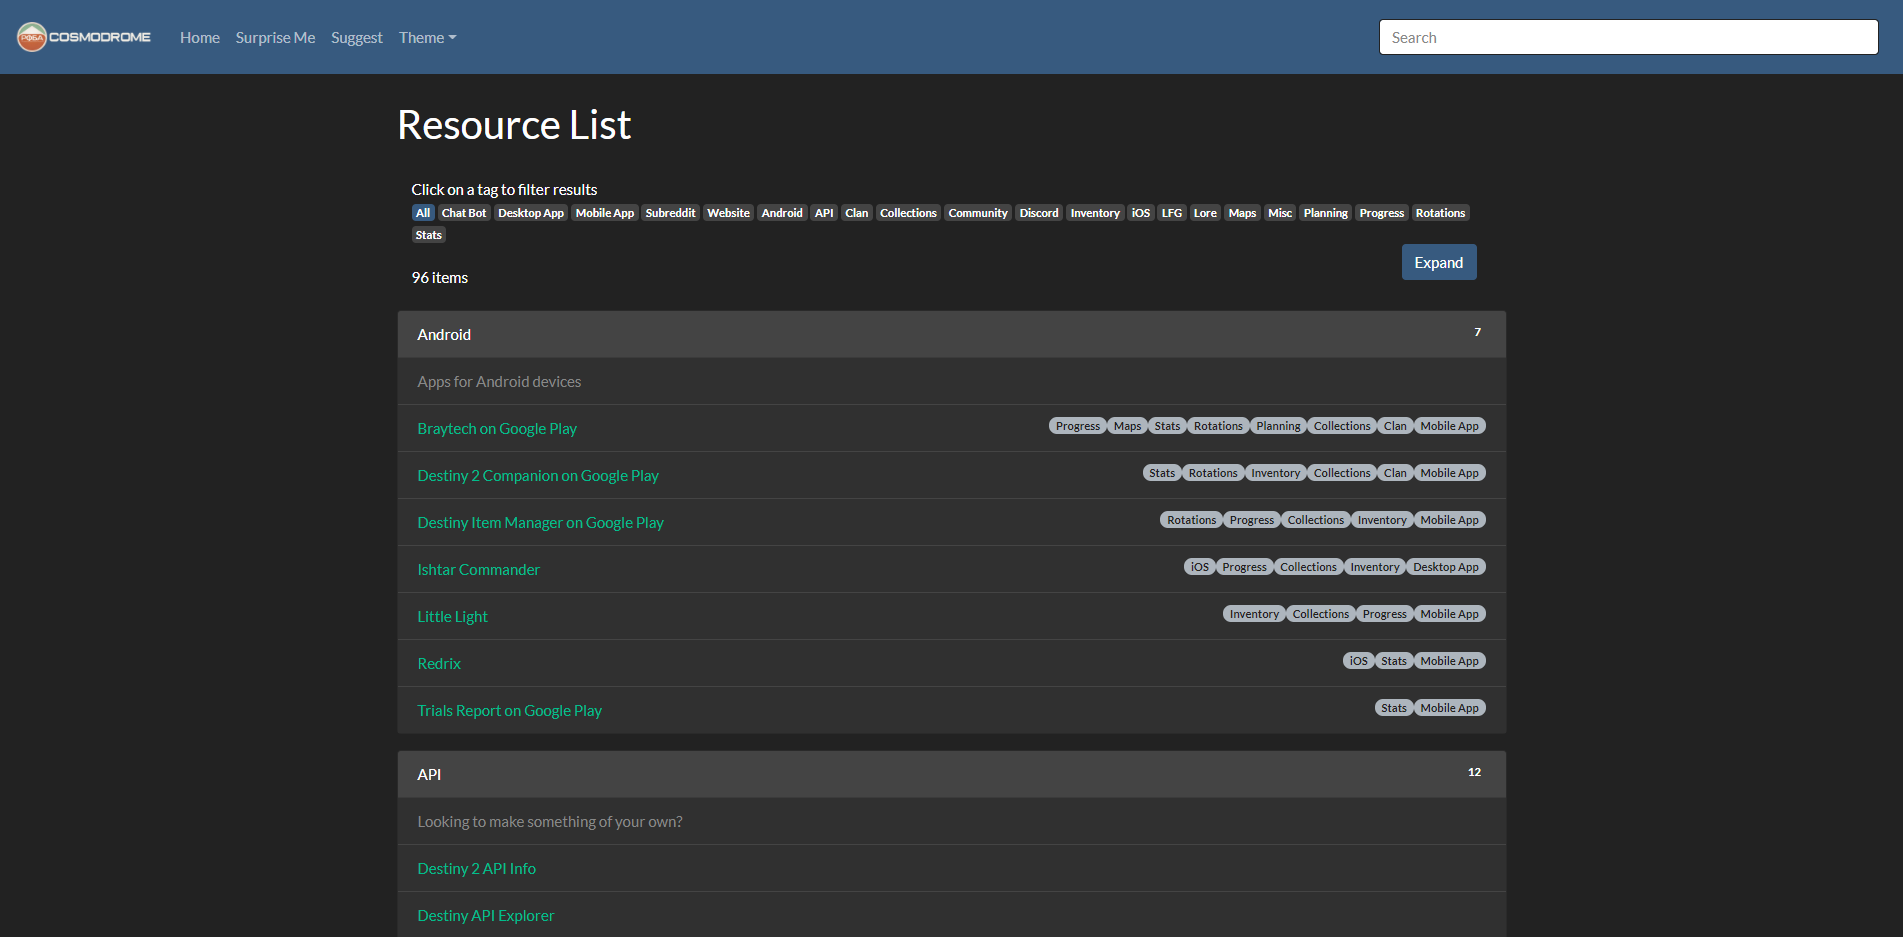 РФБА COSMODROME Home Surprise Me Suggest Theme Search
Resource List
Click on a tag to filter results
All Chat Bot Desktop App Mobile App Subreddit Website Android API Clan Collections Community Discord Inventory iOS LFG Lore Maps Misc Planning Progress Rotations
Stats
Expand
96 items
Android 7
Apps for Android devices
Braytech on Google Play Progress Maps Stats Rotations Planning Collections Clan Mobile App
Destiny 2 Companion on Google Play Stats Rotations Inventory Collections Clan Mobile App
Destiny Item Manager on Google Play Rotations Progress Collections Inventory Mobile App
Ishtar Commander iOS Progress Collections Inventory Desktop App
Little Light Inventory Collections Progress Mobile App
Redrix iOS Stats Mobile App
Trials Report on Google Play Stats Mobile App
API 12
Looking to make something of your own?
Destiny 2 API Info
Destiny API Explorer